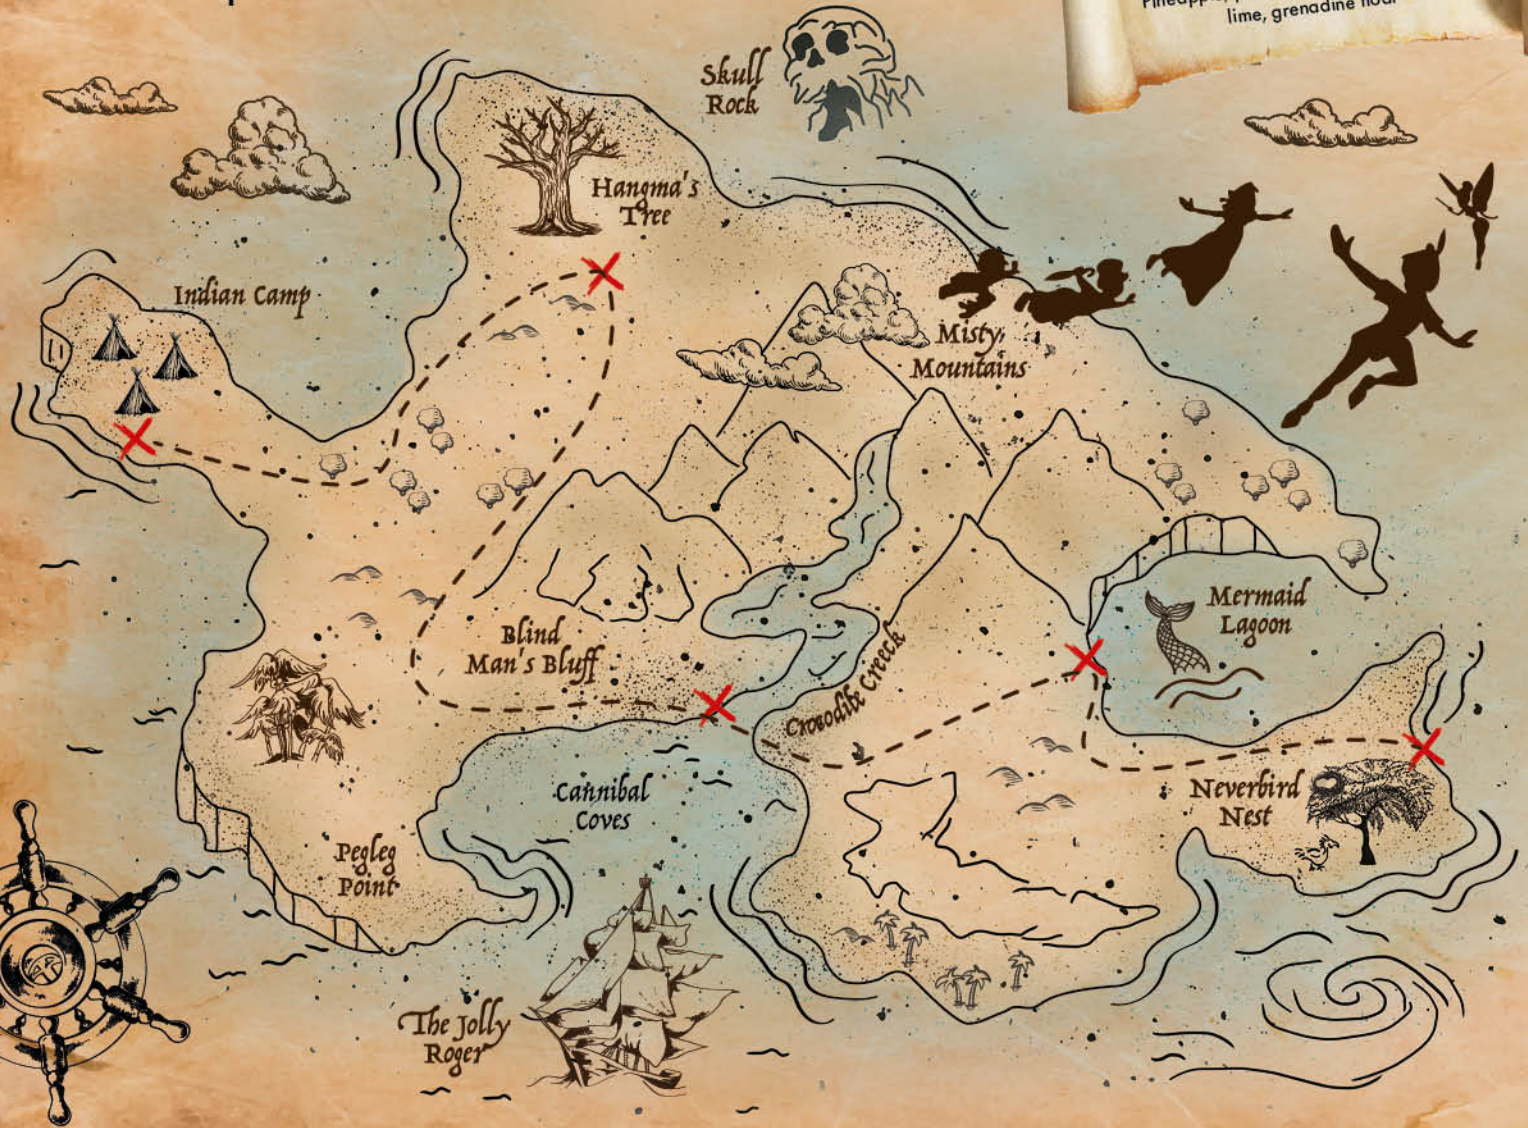 lime, grenadine
Skull
Rock
Hangma's
Tree
Indian Camp
Misty
Mountains
Mermaid
Lagoon
Blind
Man's Bluff
Crocodile Creeck
Cannibal
Coves
Neverbird
Nest
Pegleg
Point
The Jolly
Roger